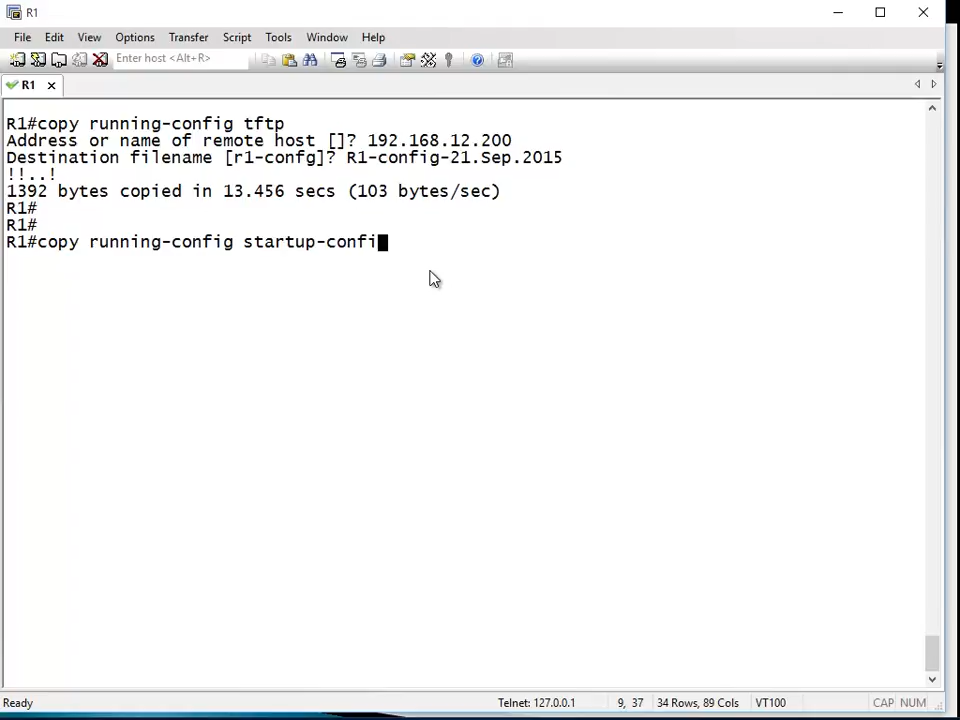 R1
File Edit View Options Transfer Script Tools Window Help
Enter host <Alt+R>
R1
R1#copy running-config tftp
Address or name of remote host []? 192.168.12.200
Destination filename [r1-confg]? R1-config-21.Sep.2015
!!..!
1392 bytes copied in 13.456 secs (103 bytes/sec)
R1#
R1#
R1#copy running-config startup-confi
Ready Telnet: 127.0.0.1 9, 37 34 Rows, 89 Cols VT100 CAP NUM